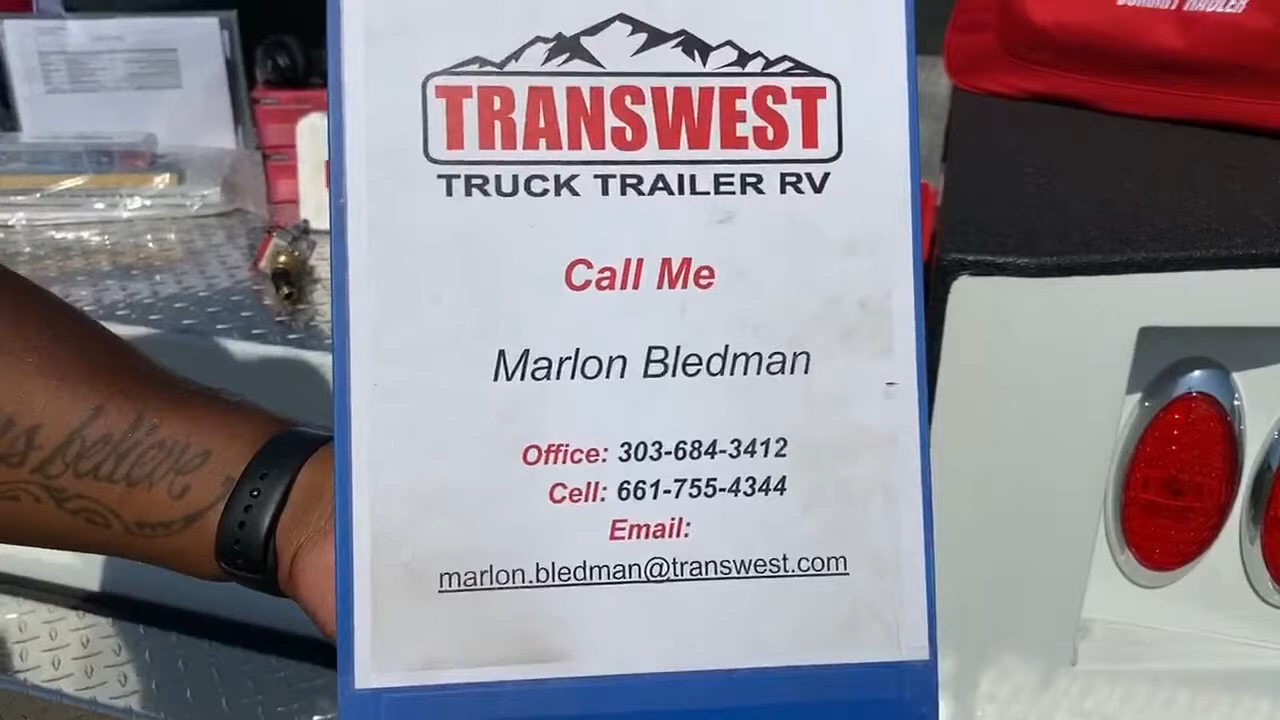 TRANSWEST
TRUCK TRAILER RV
Call Me
Marlon Bledman
Office: 303-684-3412
Cell: 661-755-4344
Email:
marlon.bledman@transwest.com
believe